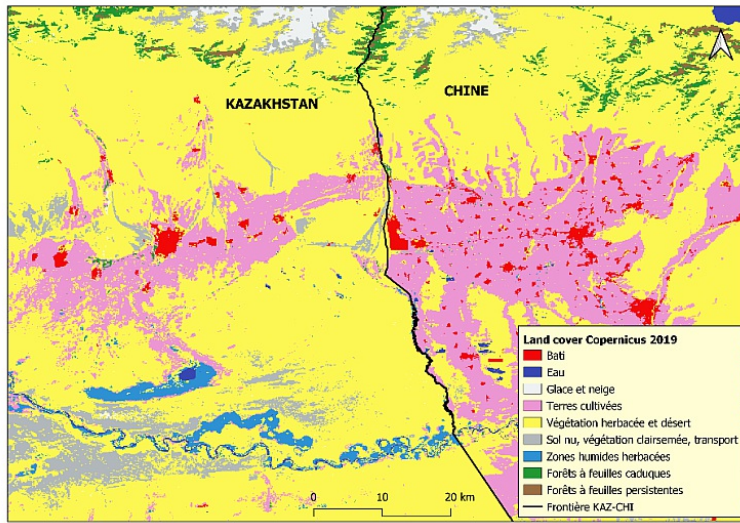 KAZAKHSTAN
CHINE
Land cover Copernicus 2019
Bati
Eau
Glace et neige
Terres cultivées
Végétation herbacée et désert
Sol nu, végétation clairsemée, transport
Zones humides herbacées
Forêts à feuilles caduques
Forêts à feuilles persistentes
Frontière KAZ-CHI
0 10 20 km